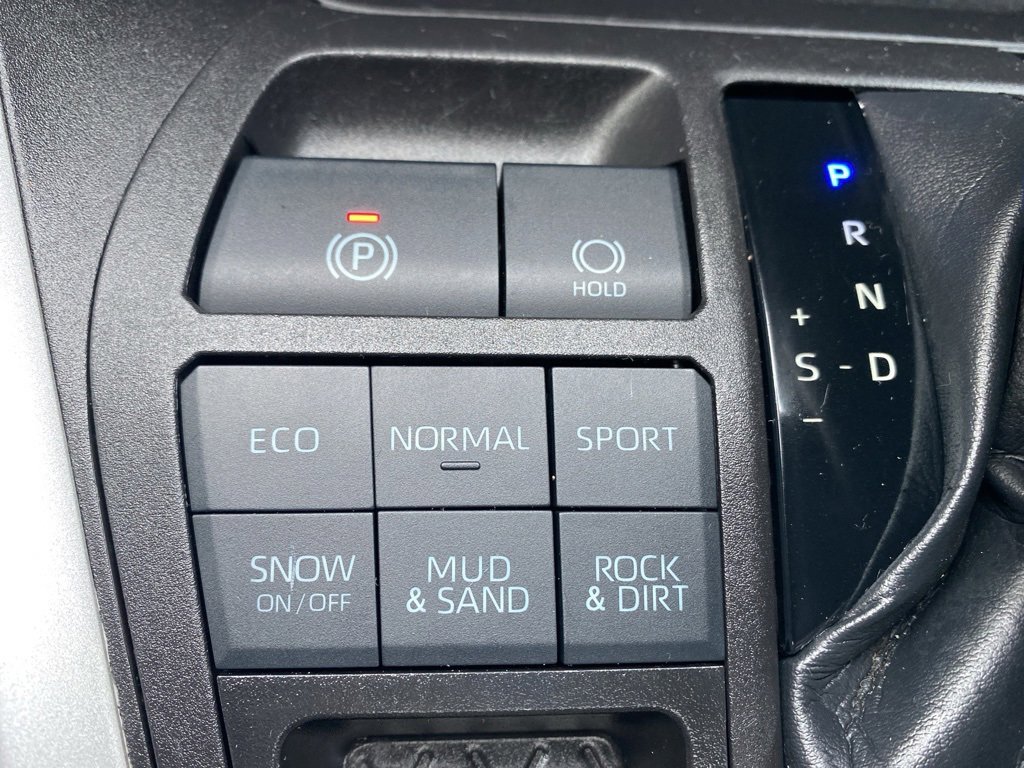 P
HOLD
ECO
NORMAL
SPORT
SNOW
ON/OFF
MUD
& SAND
ROCK
& DIRT
P
R
N
+
S - D
–